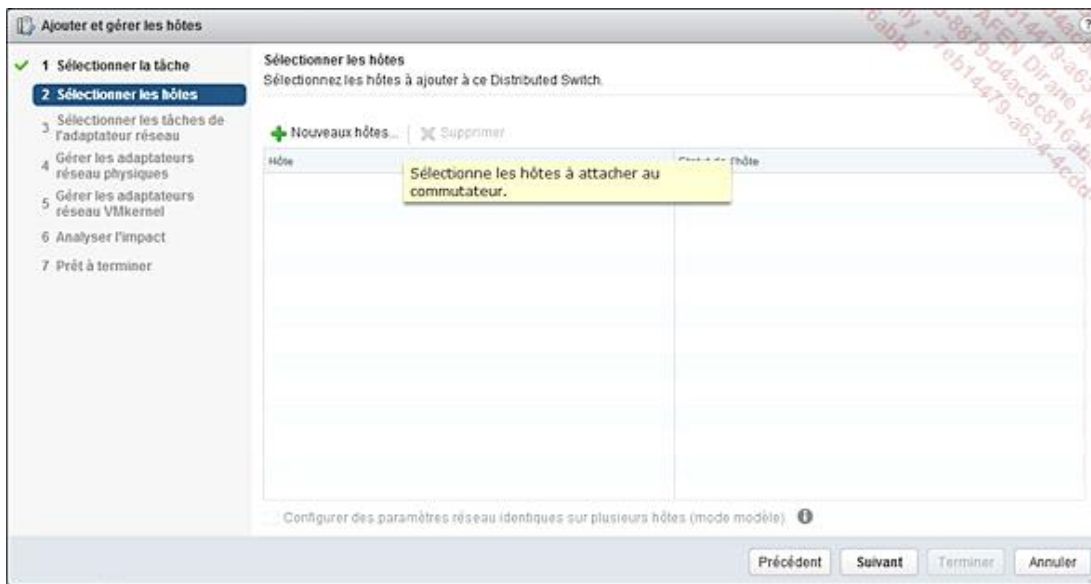 Ajouter et gérer les hôtes
1 Sélectionner la tâche
2 Sélectionner les hôtes
3 Sélectionner les tâches de
l'adaptateur réseau
4 Gérer les adaptateurs
réseau physiques
5 Gérer les adaptateurs
réseau VMkernel
6 Analyser l'impact
7 Prêt à terminer
Sélectionner les hôtes
Sélectionnez les hôtes à ajouter à ce Distributed Switch.
Nouveaux hôtes... Supprimer
Hôte
Statut de l'hôte
Sélectionne les hôtes à attacher au
commutateur.
Configurer des paramètres réseau identiques sur plusieurs hôtes (mode modèle)
Précédent Suivant Terminer Annuler